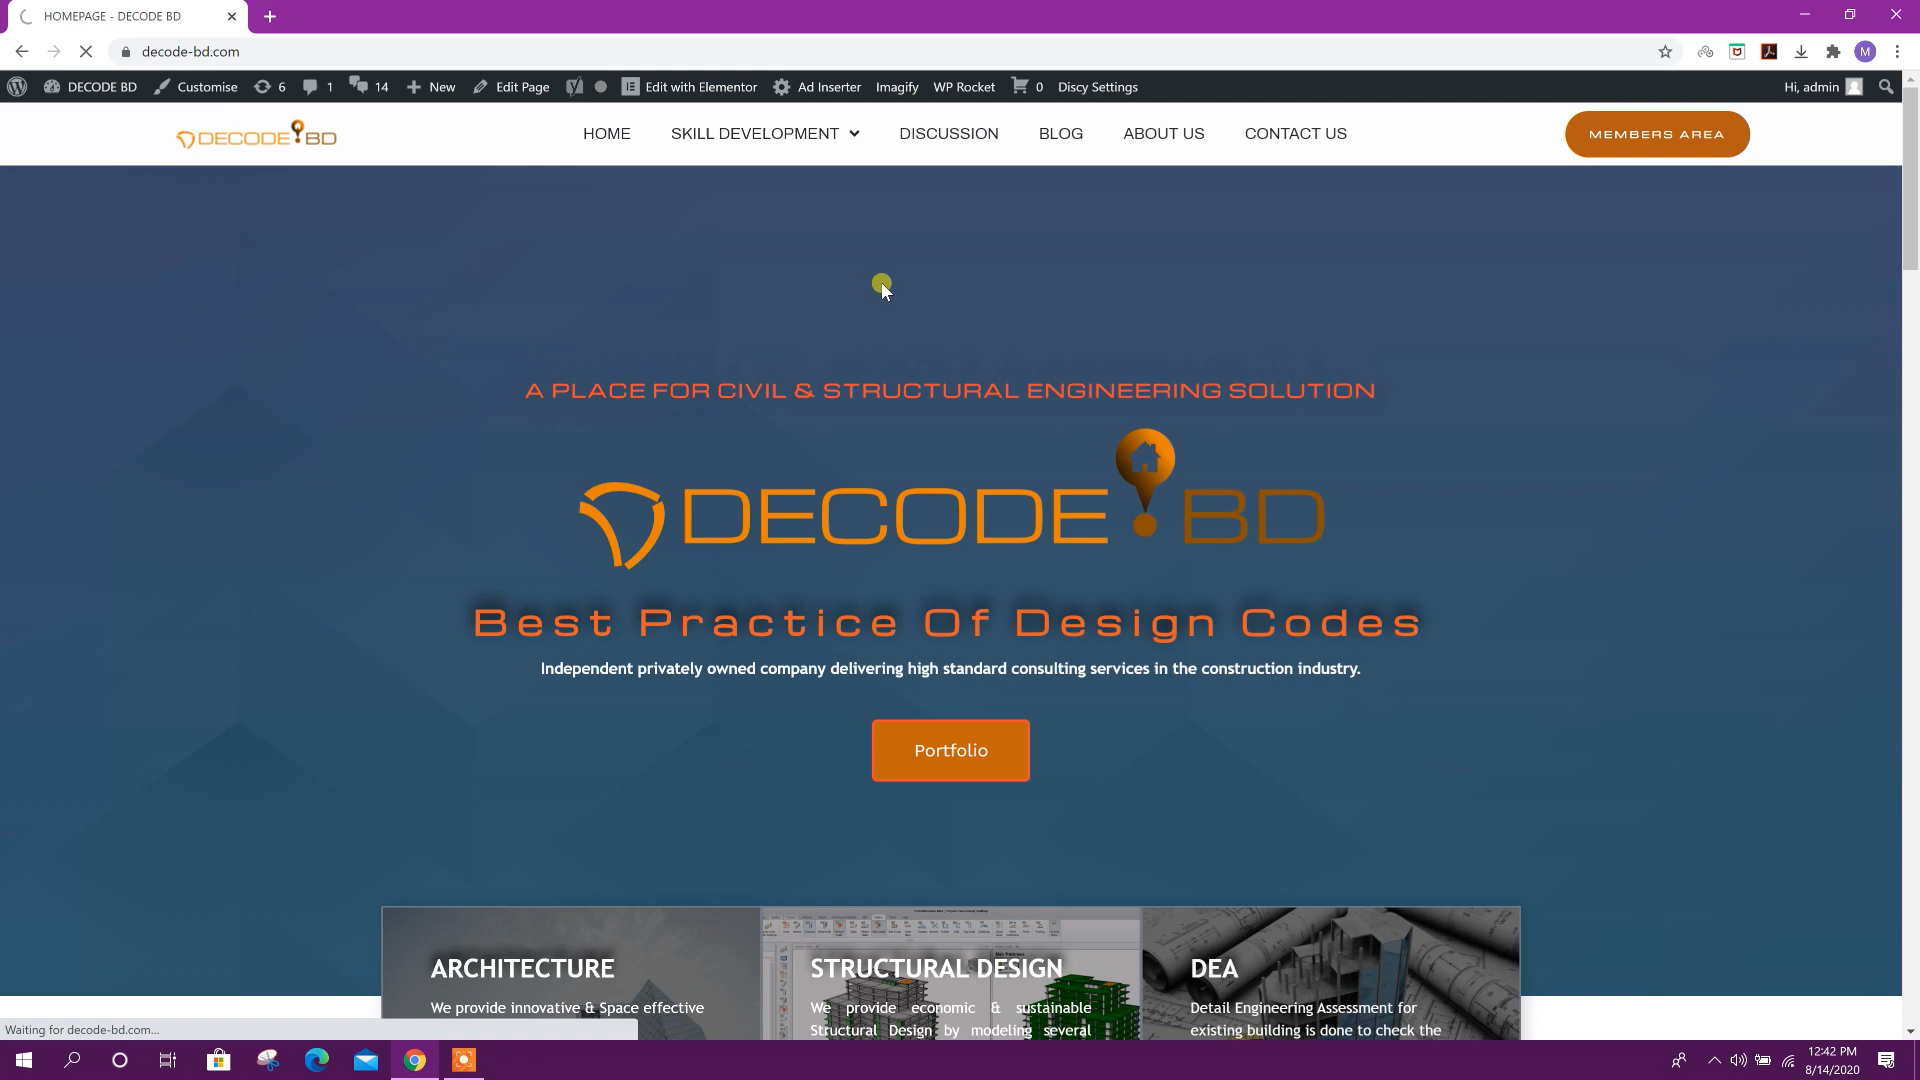 HOMEPAGE - DECODE BD
decode-bd.com
M
DECODE BD Customise 6 1 14 New Edit Page Edit with Elementor Ad Inserter Imagify WP Rocket 0 Discy Settings Hi, admin
DECODE BD HOME SKILL DEVELOPMENT DISCUSSION BLOG ABOUT US CONTACT US MEMBERS AREA
A PLACE FOR CIVIL & STRUCTURAL ENGINEERING SOLUTION
DECODE BD
Best Practice Of Design Codes
Independent privately owned company delivering high standard consulting services in the construction industry.
Portfolio
ARCHITECTURE STRUCTURAL DESIGN DEA
We provide innovative & Space effective We provide economic & sustainable Detail Engineering Assessment for
Structural Design by modeling several existing building is done to check the
Waiting for decode-bd.com...
12:42 PM
8/14/2020